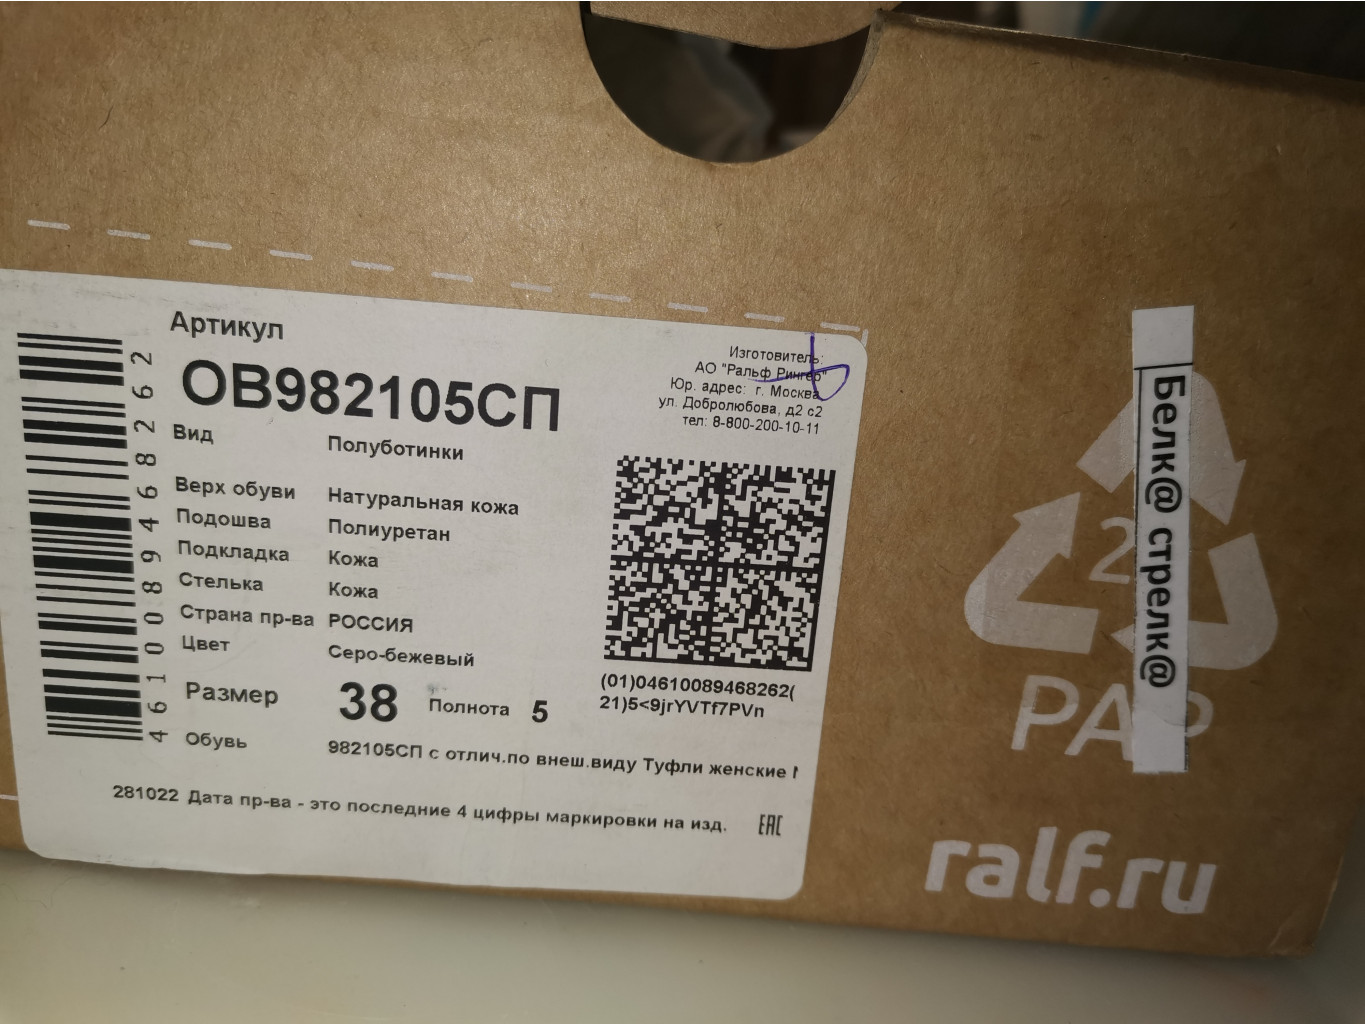 Артикул
ОВ982105СП
Вид Полуботинки
Верх обуви Натуральная кожа
Подошва Полиуретан
Подкладка Кожа
Стелька Кожа
Страна пр-ва РОССИЯ
Цвет Серо-бежевый
Размер 38 Полнота 5
Обувь 982105СП с отлич.по внеш.виду Туфли женские
281022 Дата пр-ва - это последние 4 цифры маркировки на изд. EAC
4610089468262
Изготовитель:
АО "Ральф Рингер"
Юр. адрес: г. Москва
ул. Добролюбова, д2 с2
тел: 8-800-200-10-11
(01)04610089468262(
21)5<9jrYVTf7PVn
Белк@ стрелк@
2
PAP
ralf.ru